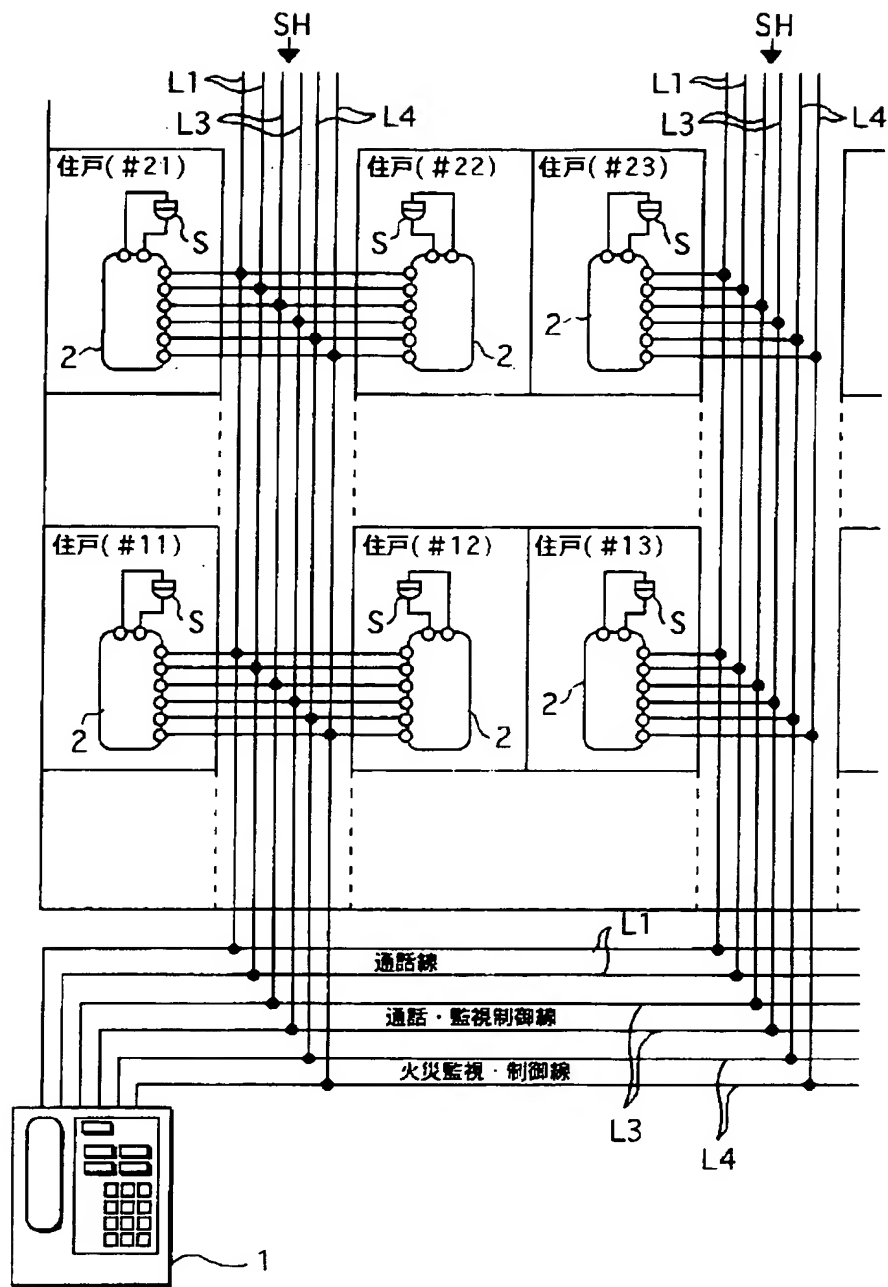 SH SH
L1 L1
L3 L4 L3 L4
住戸(#21) 住戸(#22) 住戸(#23)
S S S
2 2 2
住戸(#11) 住戸(#12) 住戸(#13)
S S S
2 2 2
L1
通話線
通話・監視制御線
火災監視・制御線
L3
L4
1